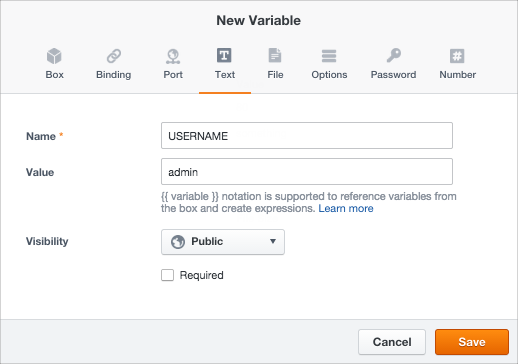 New Variable
Box Binding Port Text File Options Password Number
Name *
USERNAME
Value
admin
{{ variable }} notation is supported to reference variables from
the box and create expressions. Learn more
Visibility
Public
Required
Cancel Save